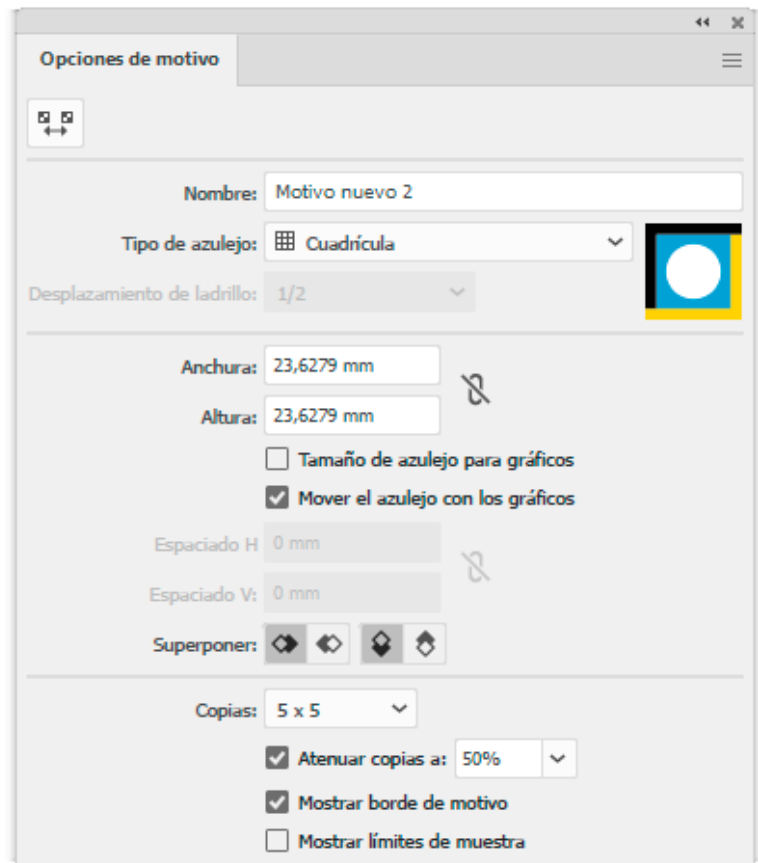 Opciones de motivo
Nombre: Motivo nuevo 2
Tipo de azulejo: Cuadrícula
Desplazamiento de ladrillo: 1/2
Anchura: 23,6279 mm
Altura: 23,6279 mm
Tamaño de azulejo para gráficos
Mover el azulejo con los gráficos
Espaciado H 0 mm
Espaciado V: 0 mm
Superponer:
Copias: 5 x 5
Atenuar copias a: 50%
Mostrar borde de motivo
Mostrar límites de muestra